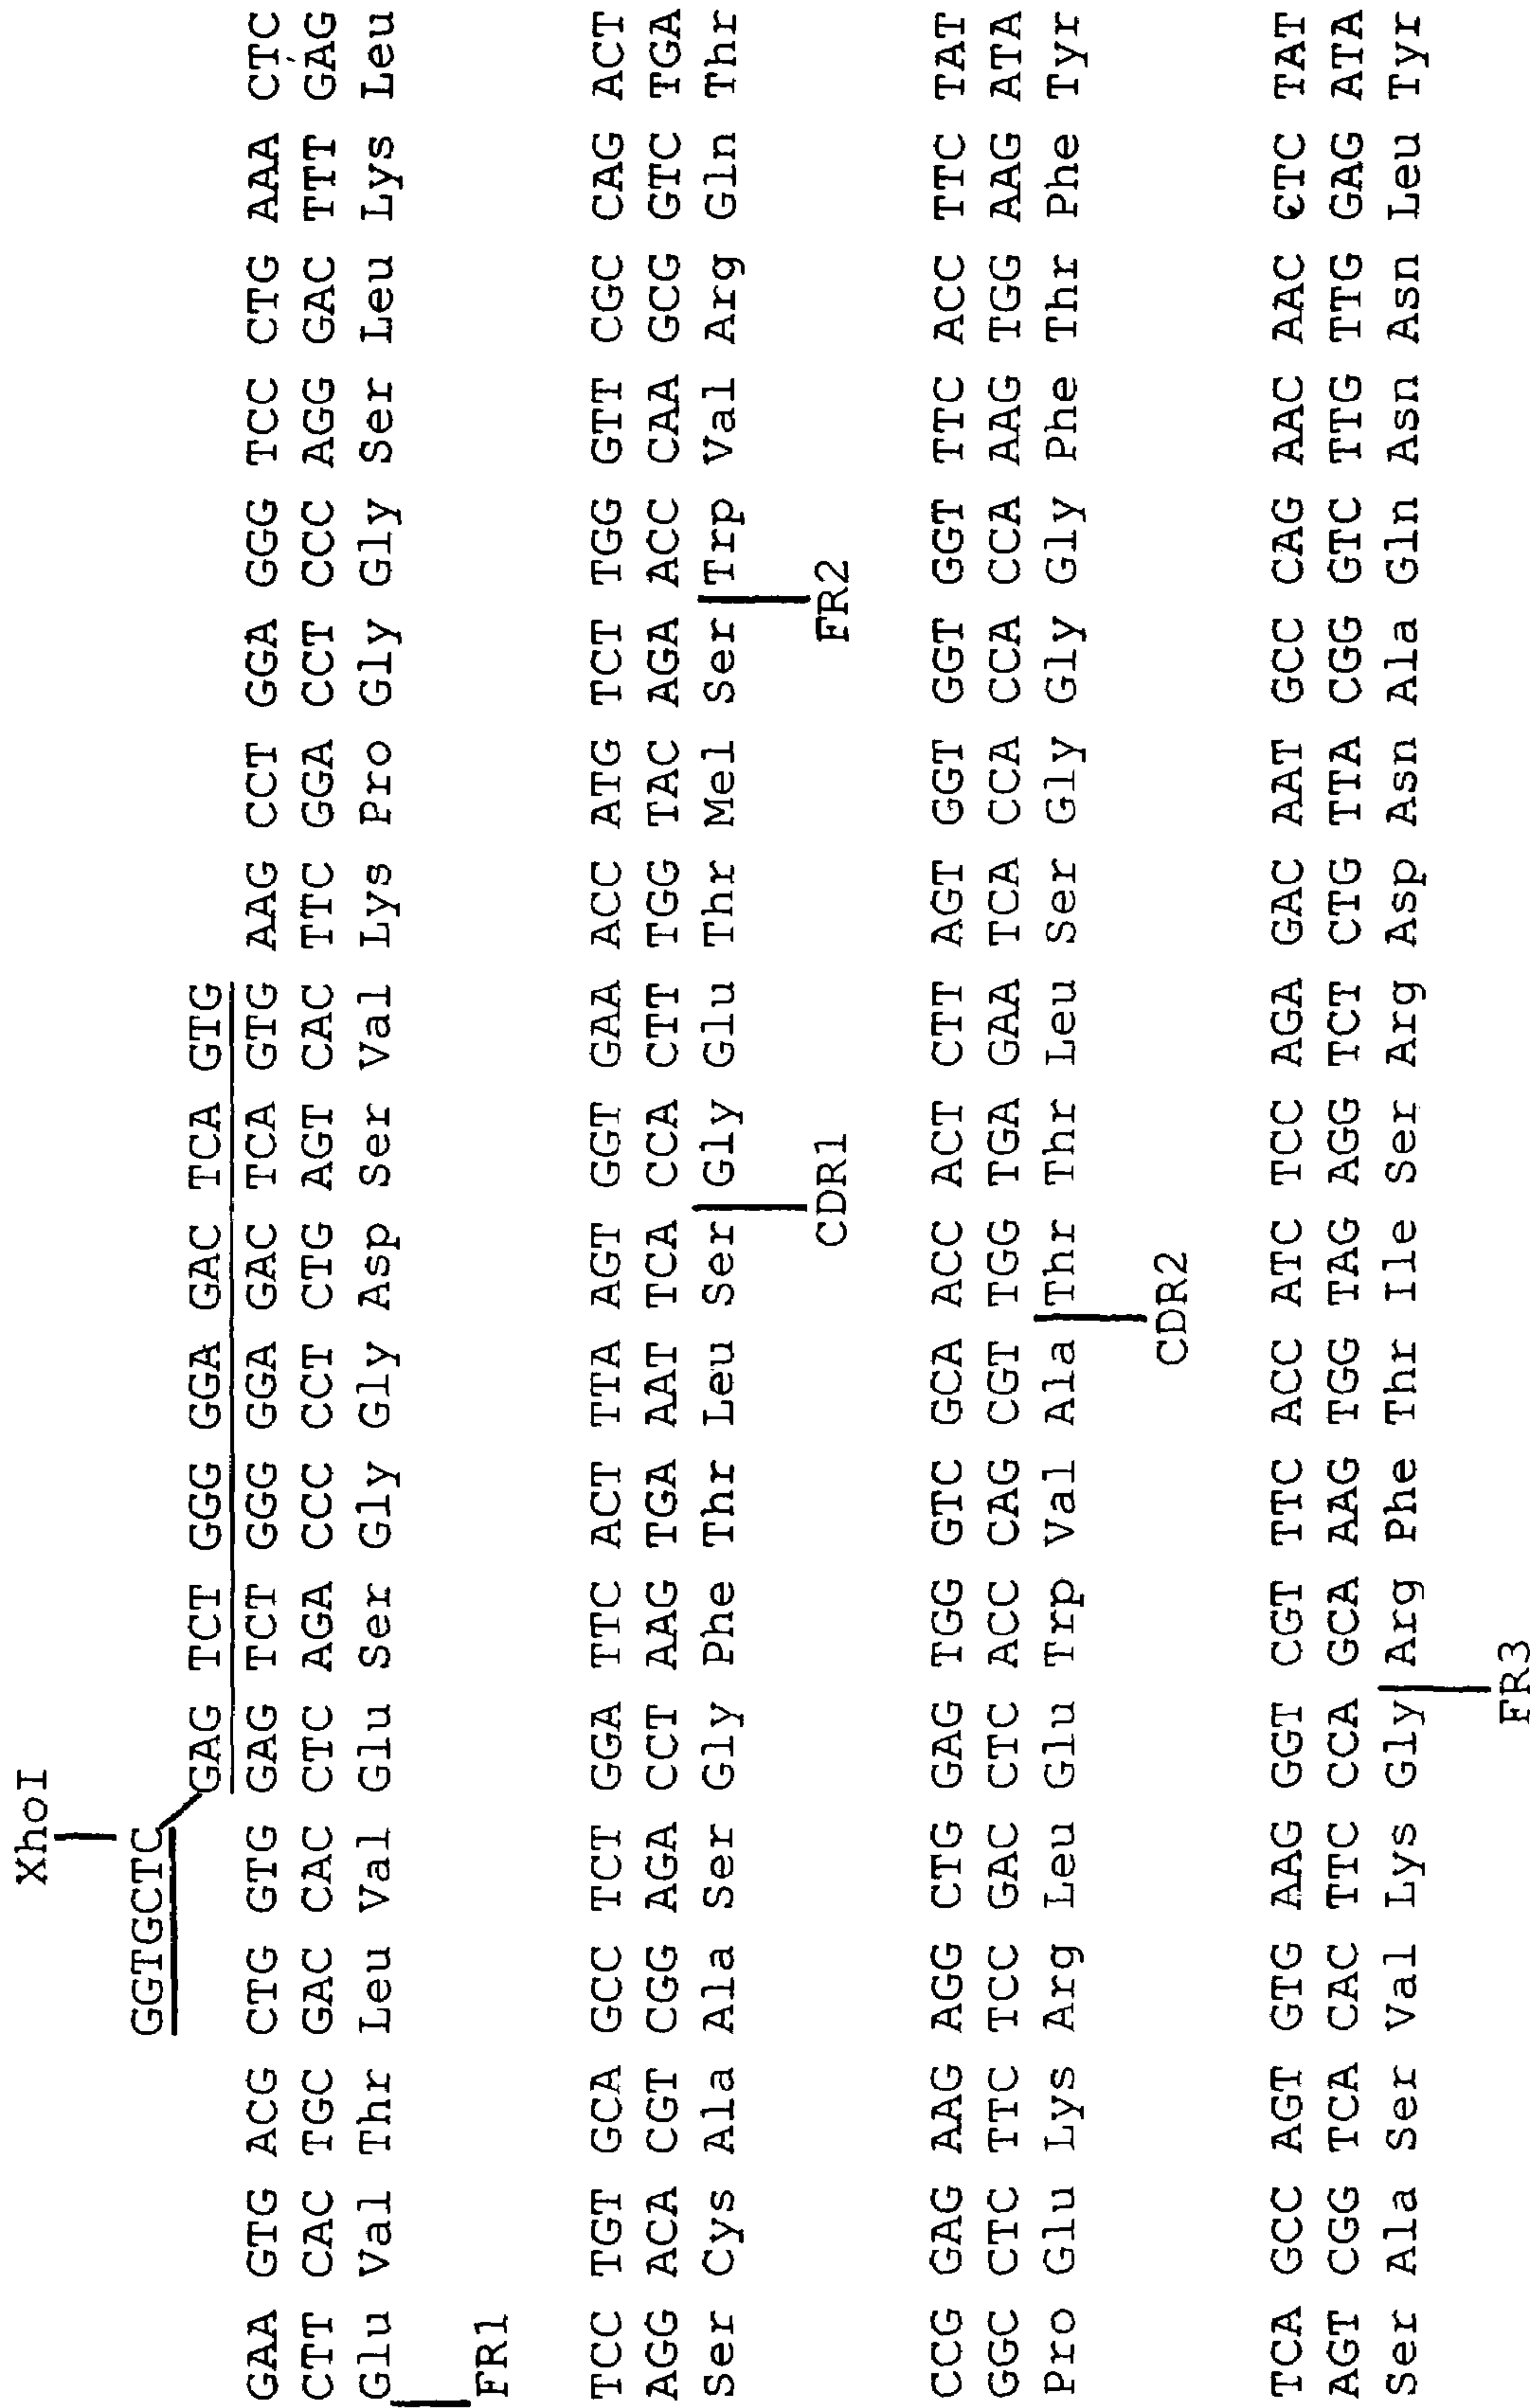 XhoI
GGTGCTC
GAG TCT GGG GGA GAC TCA GTG
GAA GTG ACG CTG GTG GAG TCT GGG GGA GAC TCA GTG AAG CCT GGA GGG TCC CTG AAA CTC
CTT CAC TGC GAC CAC CTC AGA CCC CCT CTG AGT CAC TTC GGA CCT CCC AGG GAC TTT GAG
Glu Val Thr Leu Val Glu Ser Gly Gly Asp Ser Val Lys Pro Gly Gly Ser Leu Lys Leu
FR1
TCC TGT GCA GCC TCT GGA TTC ACT TTA AGT GGT GAA ACC ATG TCT TGG GTT CGC CAG ACT
AGG ACA CGT CGG AGA CCT AAG TGA AAT TCA CCA CTT TGG TAC AGA ACC CAA GCG GTC TGA
Ser Cys Ala Ala Ser Gly Phe Thr Leu Ser Gly Glu Thr Mel Ser Trp Val Arg Gln Thr
CDR1 FR2
CCG GAG AAG AGG CTG GAG TGG GTC GCA ACC ACT CTT AGT GGT GGT GGT TTC ACC TTC TAT
GGC CTC TTC TCC GAC CTC ACC CAG CGT TGG TGA GAA TCA CCA CCA CCA AAG TGG AAG ATA
Pro Glu Lys Arg Leu Glu Trp Val Ala Thr Thr Leu Ser Gly Gly Gly Phe Thr Phe Tyr
CDR2
TCA GCC AGT GTG AAG GGT CGT TTC ACC ATC TCC AGA GAC AAT GCC CAG AAC AAC CTC TAT
AGT CGG TCA CAC TTC CCA GCA AAG TGG TAG AGG TCT CTG TTA CGG GTC TTG TTG GAG ATA
Ser Ala Ser Val Lys Gly Arg Phe Thr Ile Ser Arg Asp Asn Ala Gln Asn Asn Leu Tyr
FR3